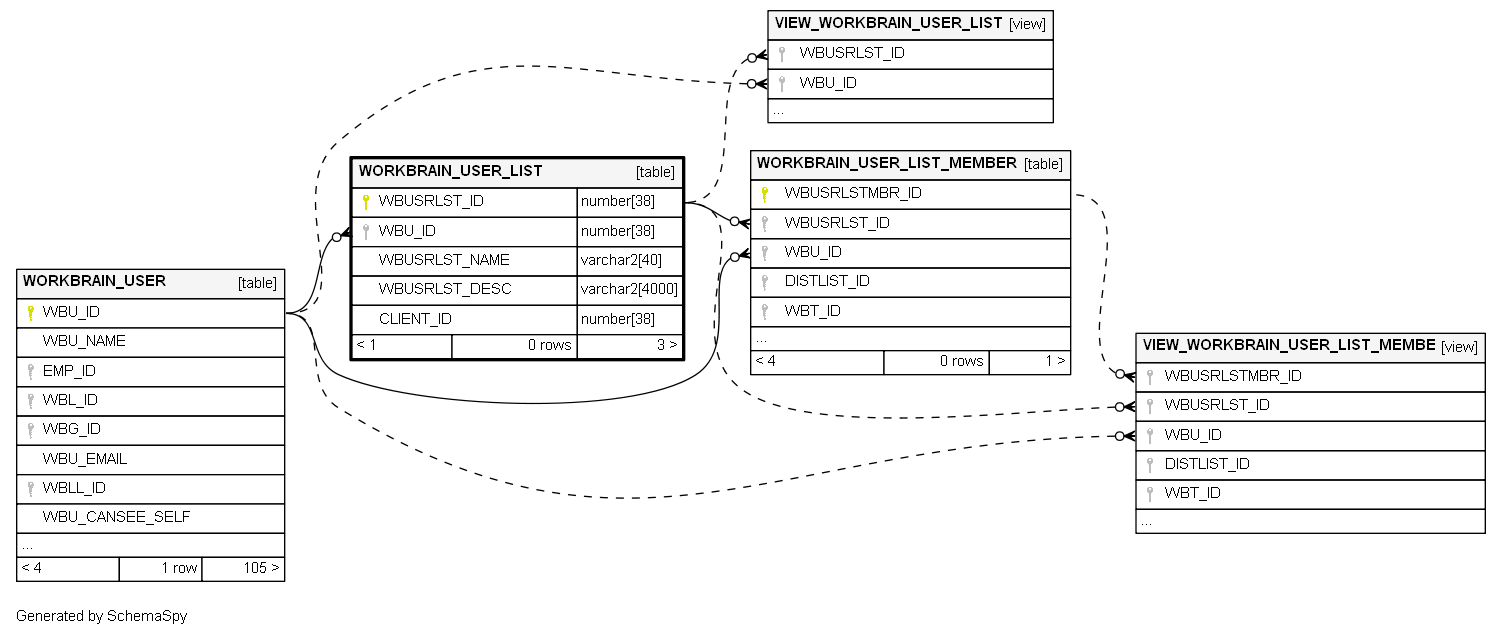 VIEW_WORKBRAIN_USER_LIST [view]
WBUSRLST_ID
WBU_ID
...
WORKBRAIN_USER_LIST [table]
WBUSRLST_ID number[38]
WBU_ID number[38]
WBUSRLST_NAME varchar2[40]
WBUSRLST_DESC varchar2[4000]
CLIENT_ID number[38]
< 1 0 rows 3 >
WORKBRAIN_USER_LIST_MEMBER [table]
WBUSRLSTMBR_ID
WBUSRLST_ID
WBU_ID
DISTLIST_ID
WBT_ID
...
< 4 0 rows 1 >
WORKBRAIN_USER [table]
WBU_ID
WBU_NAME
EMP_ID
WBL_ID
WBG_ID
WBU_EMAIL
WBLL_ID
WBU_CANSEE_SELF
...
< 4 1 row 105 >
VIEW_WORKBRAIN_USER_LIST_MEMBE [view]
WBUSRLSTMBR_ID
WBUSRLST_ID
WBU_ID
DISTLIST_ID
WBT_ID
...
Generated by SchemaSpy